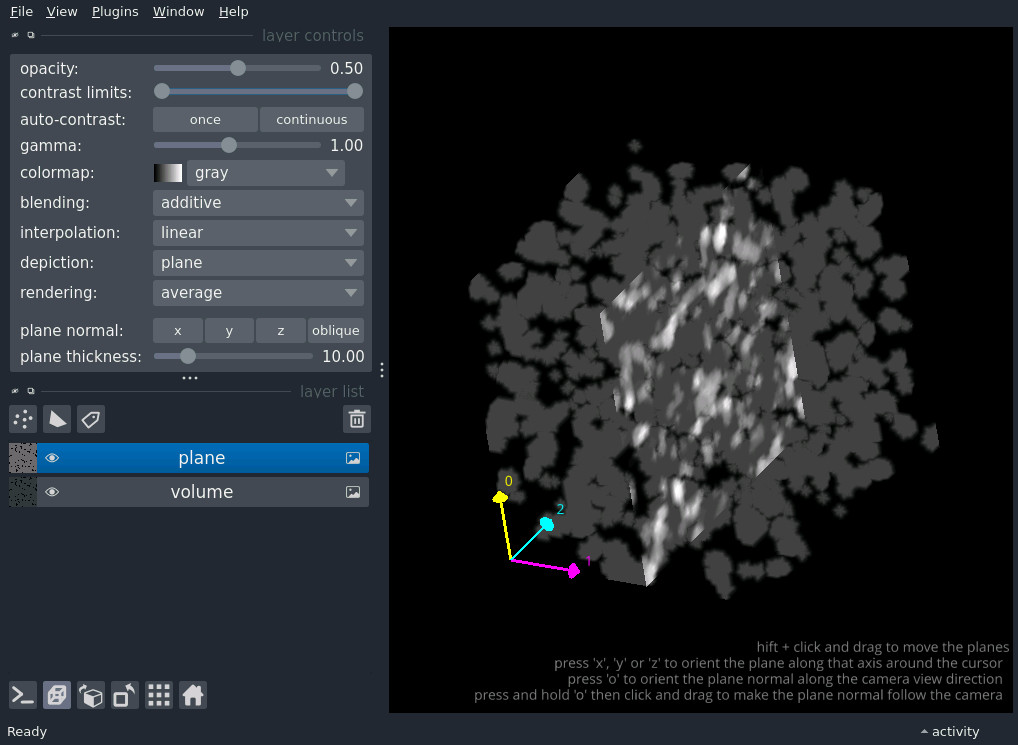 File View Plugins Window Help
layer controls
opacity: 0.50
contrast limits:
auto-contrast: once continuous
gamma: 1.00
colormap: gray
blending: additive
interpolation: linear
depiction: plane
rendering: average
plane normal: x y z oblique
plane thickness: 10.00
layer list
plane
volume
0
2
1
hift + click and drag to move the planes
press 'x', 'y' or 'z' to orient the plane along that axis around the cursor
press 'o' to orient the plane normal along the camera view direction
press and hold 'o' then click and drag to make the plane normal follow the camera
Ready activity